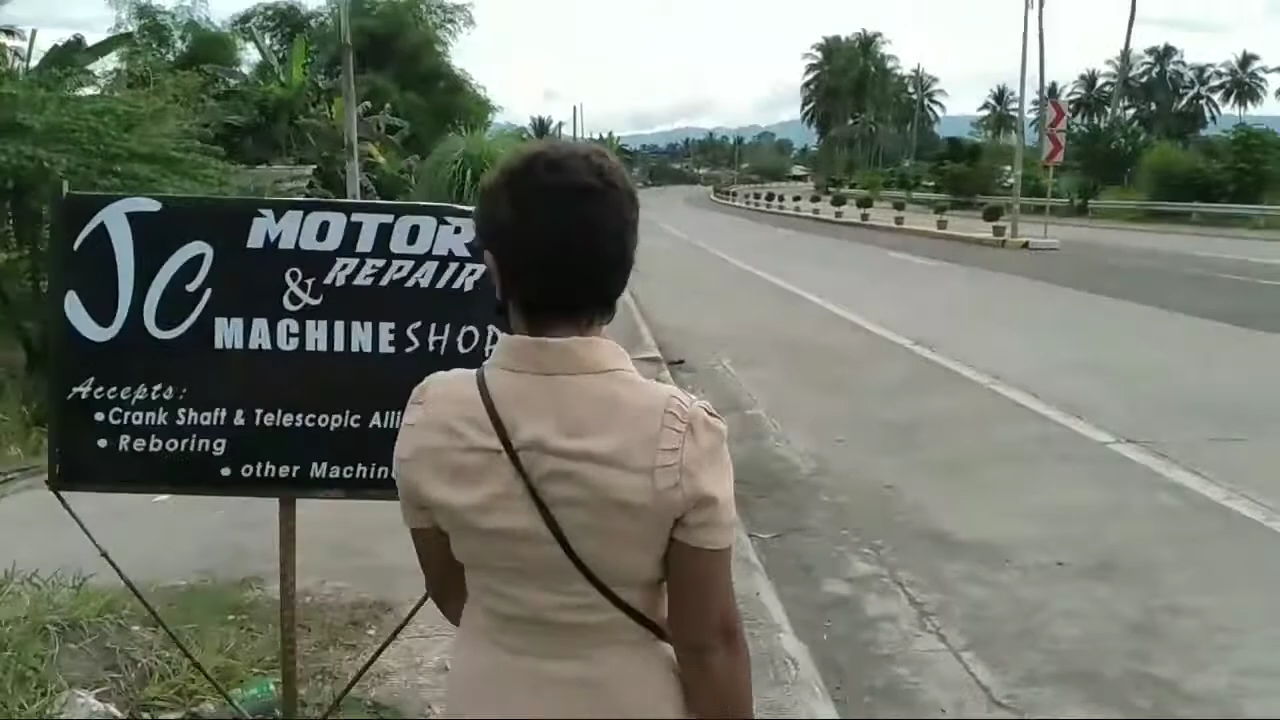 JC MOTOR
& REPAIR
MACHINE SHOP
Accepts:
•Crank Shaft & Telescopic
• Reboring
• other